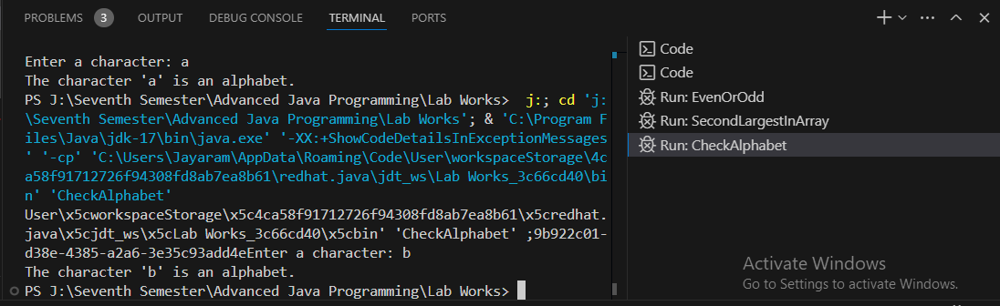 PROBLEMS 3 OUTPUT DEBUG CONSOLE TERMINAL PORTS
Enter a character: a
The character 'a' is an alphabet.
PS J:\Seventh Semester\Advanced Java Programming\Lab Works>  j:; cd 'j:
\Seventh Semester\Advanced Java Programming\Lab Works'; & 'C:\Program F
iles\Java\jdk-17\bin\java.exe' '-XX:+ShowCodeDetailsInExceptionMessages
' '-cp' 'C:\Users\Jayaram\AppData\Roaming\Code\User\workspaceStorage\4c
a58f91712726f94308fd8ab7ea8b61\redhat.java\jdt_ws\Lab Works_3c66cd40\bi
n' 'CheckAlphabet'
User\x5cworkspaceStorage\x5c4ca58f91712726f94308fd8ab7ea8b61\x5credhat.
java\x5cjdt_ws\x5cLab Works_3c66cd40\x5cbin' 'CheckAlphabet' ;9b922c01-
d38e-4385-a2a6-3e35c93add4eEnter a character: b
The character 'b' is an alphabet.
PS J:\Seventh Semester\Advanced Java Programming\Lab Works>
Code
Code
Run: EvenOrOdd
Run: SecondLargestInArray
Run: CheckAlphabet
Activate Windows
Go to Settings to activate Windows.